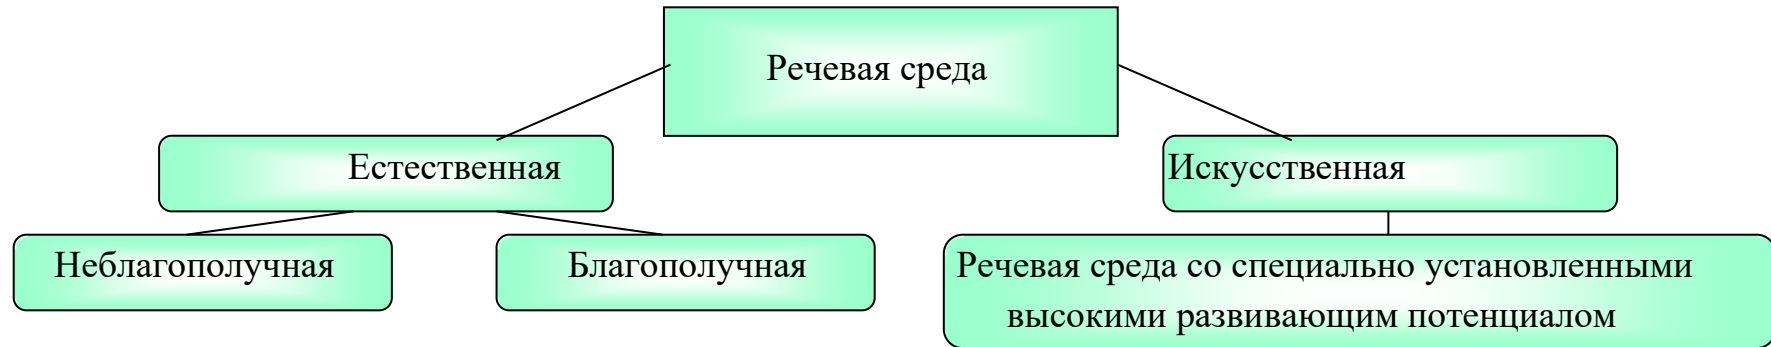 Речевая среда
Естественная
Искусственная
Неблагополучная
Благополучная
Речевая среда со специально установленными
высокими развивающим потенциалом